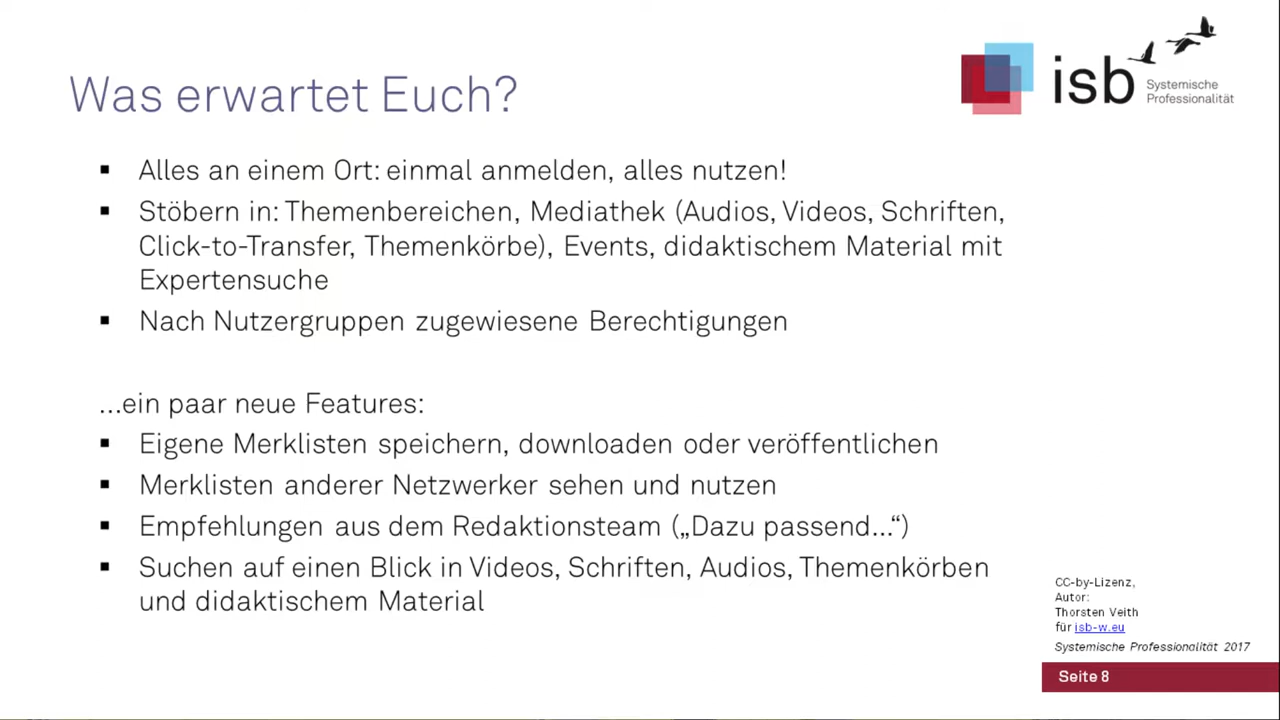 Was erwartet Euch?
isb
Systemische
Professionalität
▪ Alles an einem Ort: einmal anmelden, alles nutzen!
▪ Stöbern in: Themenbereichen, Mediathek (Audios, Videos, Schriften,
Click-to-Transfer, Themenkörbe), Events, didaktischem Material mit
Expertensuche
▪ Nach Nutzergruppen zugewiesene Berechtigungen
...ein paar neue Features:
▪ Eigene Merklisten speichern, downloaden oder veröffentlichen
▪ Merklisten anderer Netzwerker sehen und nutzen
▪ Empfehlungen aus dem Redaktionsteam („Dazu passend...“)
▪ Suchen auf einen Blick in Videos, Schriften, Audios, Themenkörben
und didaktischem Material
CC-by-Lizenz,
Autor:
Thorsten Veith
für isb-w.eu
Systemische Professionalität 2017
Seite 8